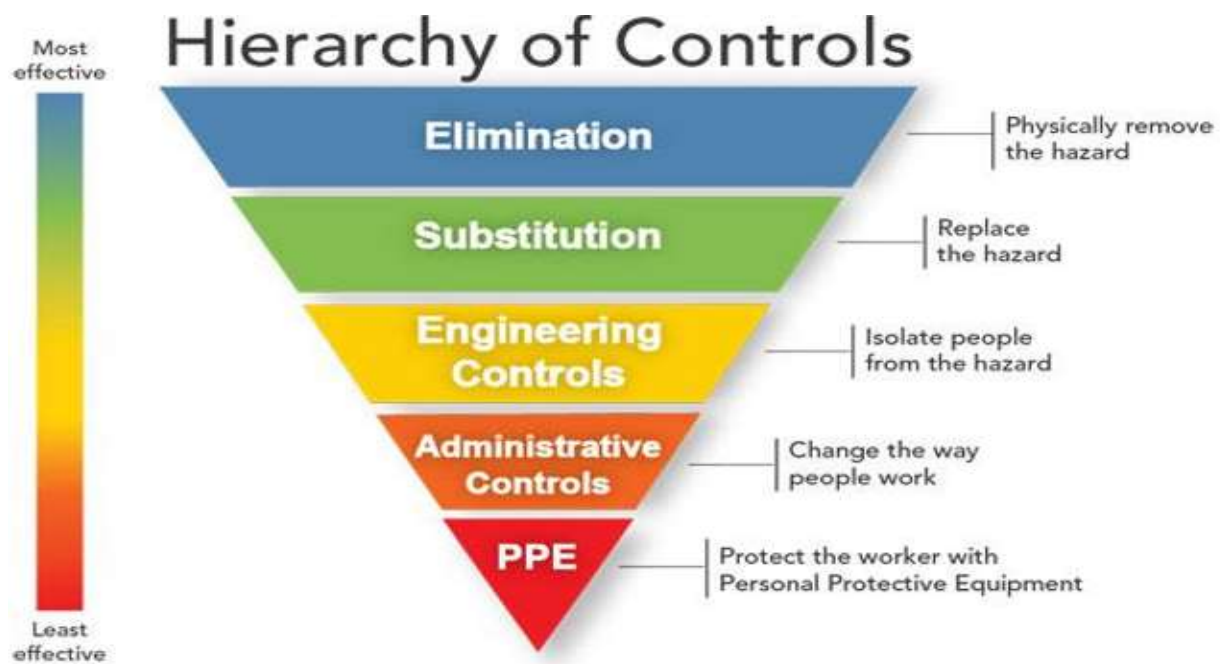 Hierarchy of Controls
Most
effective
Elimination
Physically remove
the hazard
Substitution
Replace
the hazard
Engineering
Controls
Isolate people
from the hazard
Administrative
Controls
Change the way
people work
PPE
Protect the worker with
Personal Protective Equipment
Least
effective